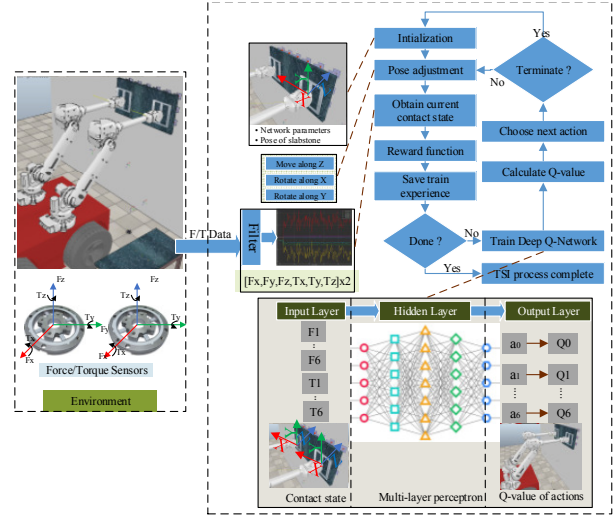 Yes
Intialization
Pose adjustment
Terminate ?
No
Obtain current
contact state
• Network parameters
• Pose of slabstone
Choose next
action
Reward function
Move along Z
Rotate along X
Rotate along Y
Calculate Q-value
Save train
experience
F/T Data
Filter
Done ?
No
Train Deep Q-Network
Yes
TSI process complete
[Fx,Fy,Fz,Tx,Ty,Tz]x2
Fz
Fz
Tz
Tz
Ty
Ty
Fy
Fy
Tx
Tx
Fx
Fx
Force/Torque Sensors
Environment
Input Layer
Hidden Layer
Output Layer
F1
⋮
F6
T1
⋮
T6
a0
Q0
a1
Q1
⋮
⋮
a6
Q6
Contact state
Multi-layer perceptron
Q-value of actions